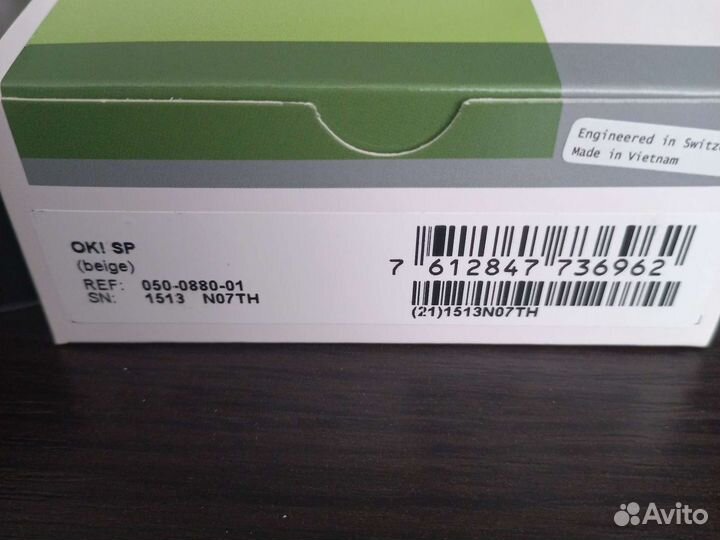 Engineered in
Made in Vietnam
OK! SP
(beige)
REF: 050-0880-01
SN: 1513 N07TH
7 612847 736962
(21)1513N07TH
Avito